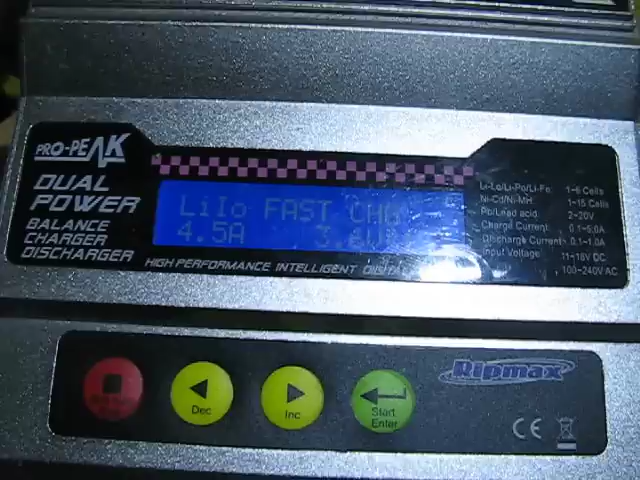 PRO-PEAK
DUAL
POWER
BALANCE
CHARGER
DISCHARGER
LiIo FAST CHG
4.5A
HIGH PERFORMANCE INTELLIGENT
Li-Lo/Li-Po/Li-Fe: 1-6 Cells
Ni-Cd/Ni-MH: 1-15 Cells
Pb/Lead acid: 2-20V
Charge Current: 0.1-5.0A
Discharge Current: 0.1-1.0A
Input Voltage: 11-18V DC
100-240V AC
Dec
Inc
Start
Enter
Ripmax
CE